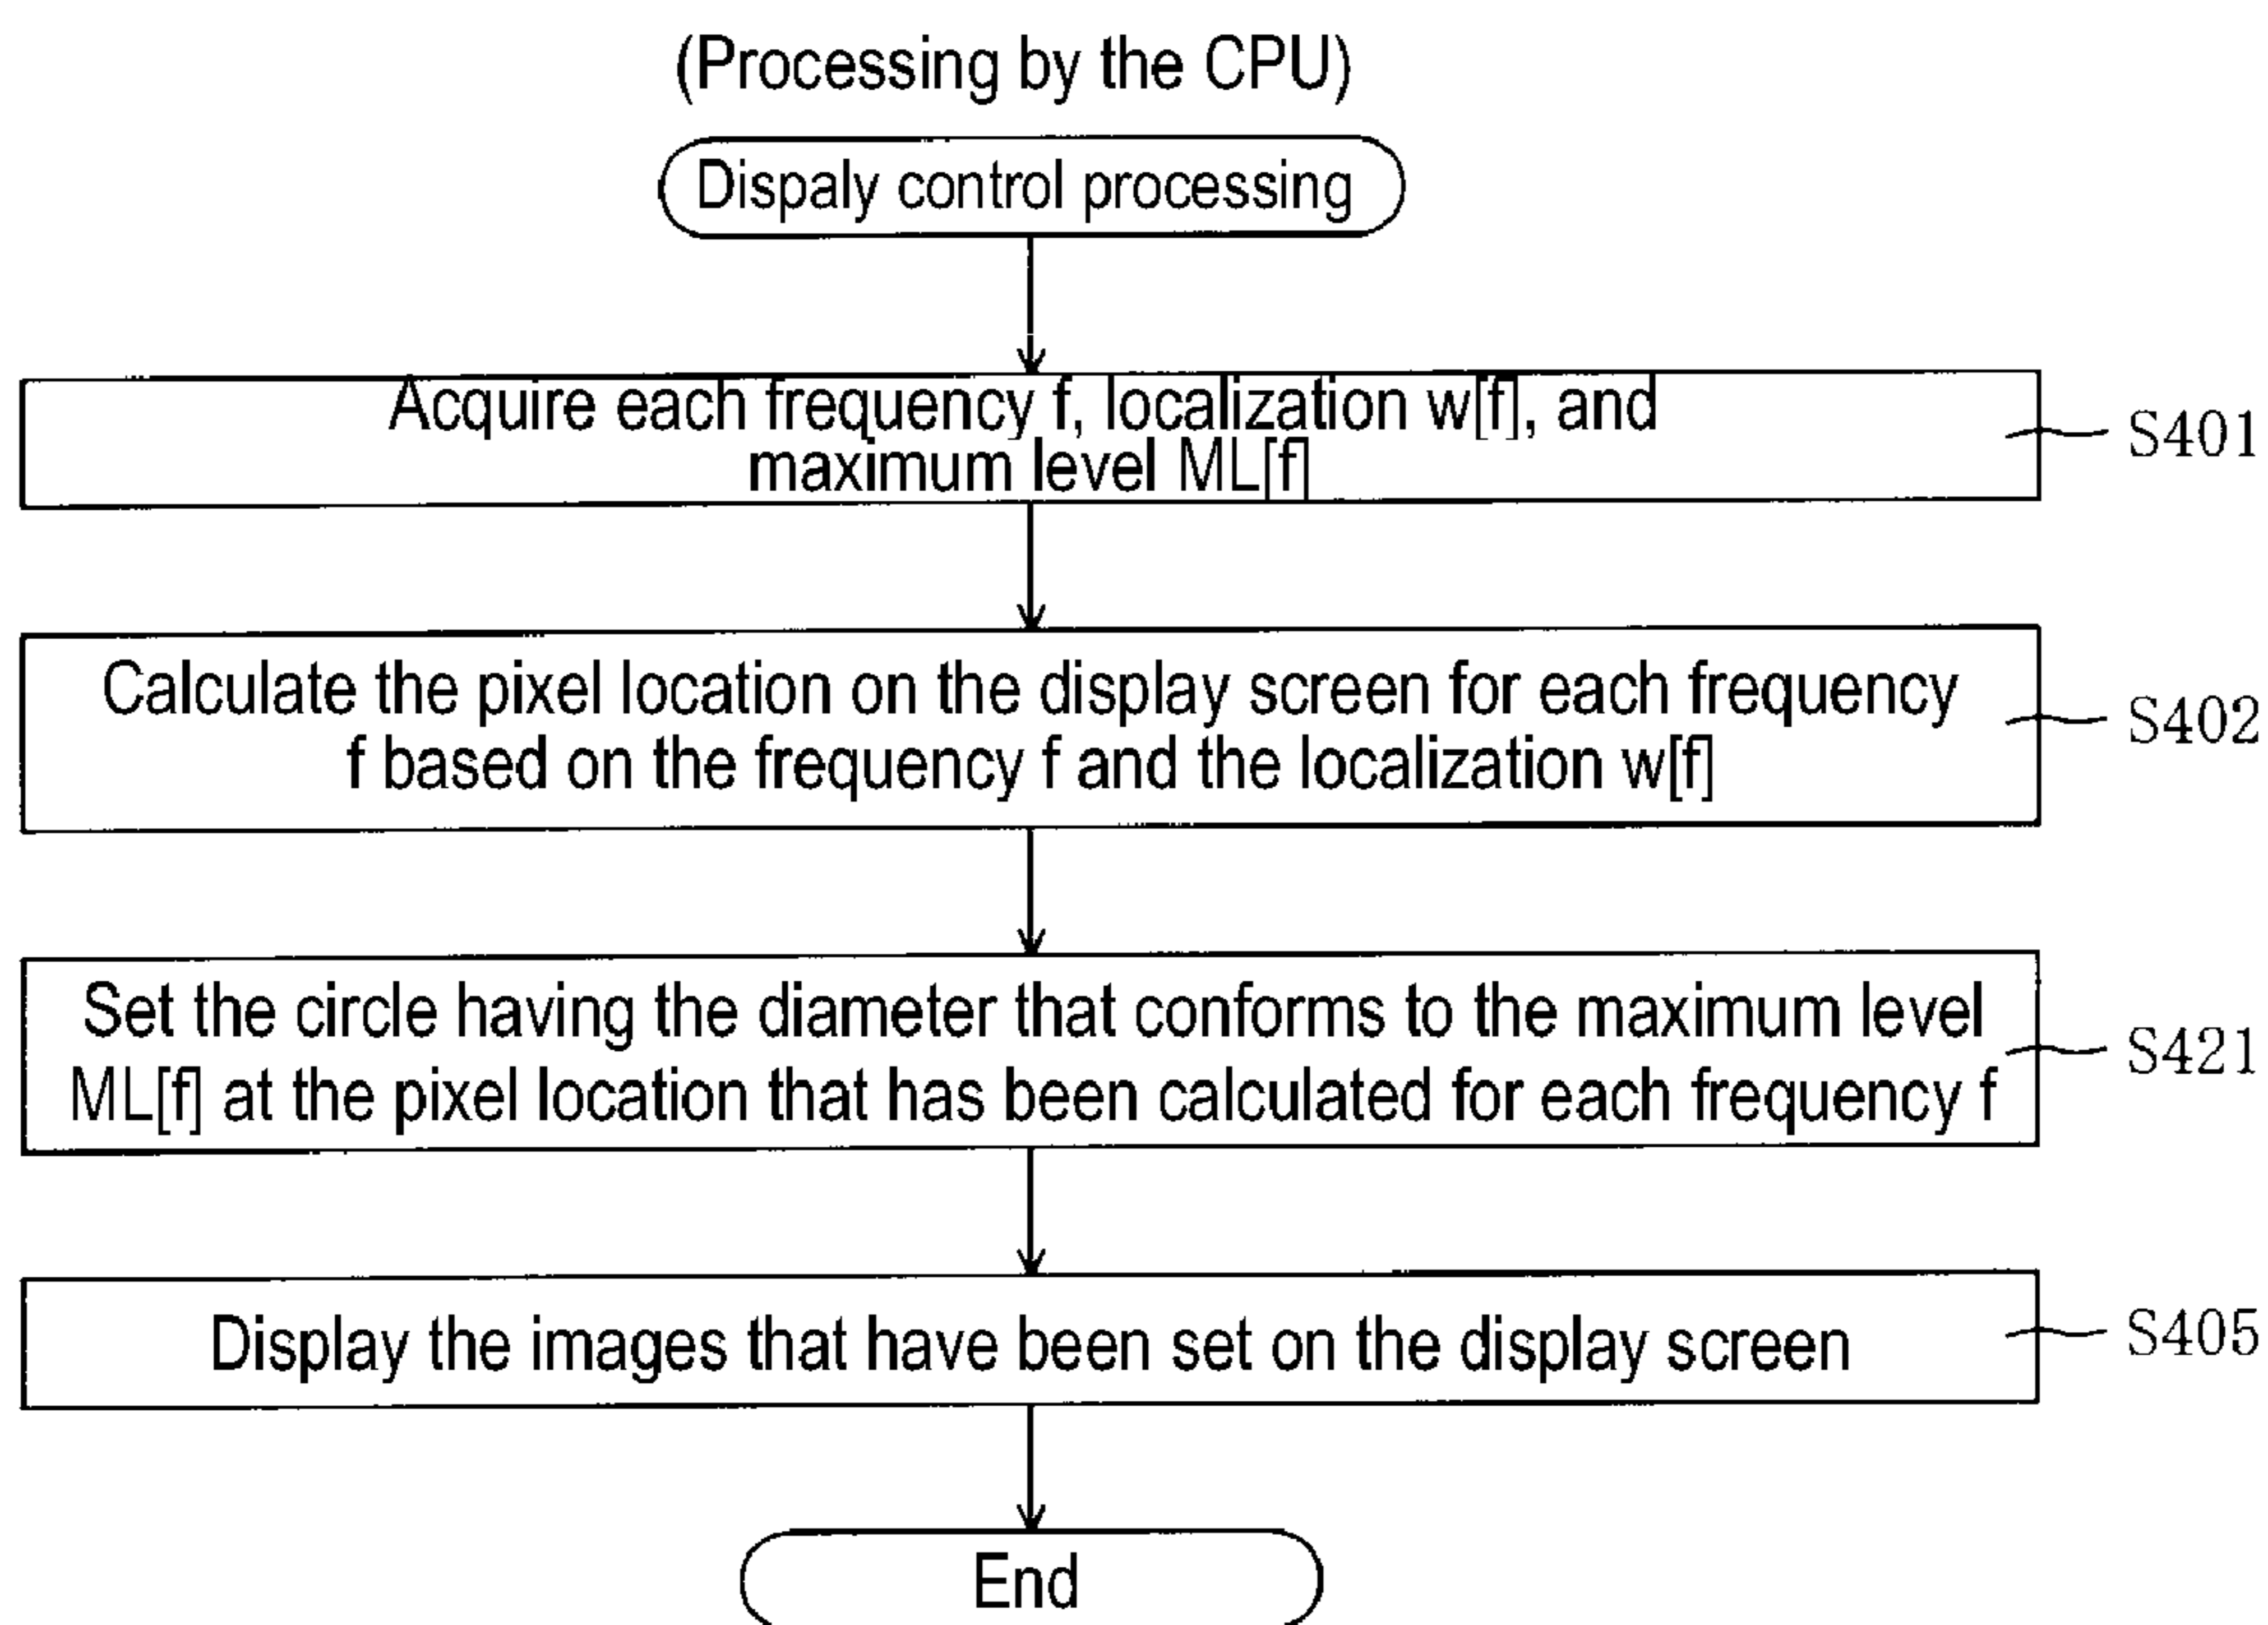 (Processing by the CPU)
Dispaly control processing
Acquire each frequency f, localization w[f], and
maximum level ML[f]
S401
Calculate the pixel location on the display screen for each frequency
f based on the frequency f and the localization w[f]
S402
Set the circle having the diameter that conforms to the maximum level
ML[f] at the pixel location that has been calculated for each frequency f
S421
Display the images that have been set on the display screen
S405
End